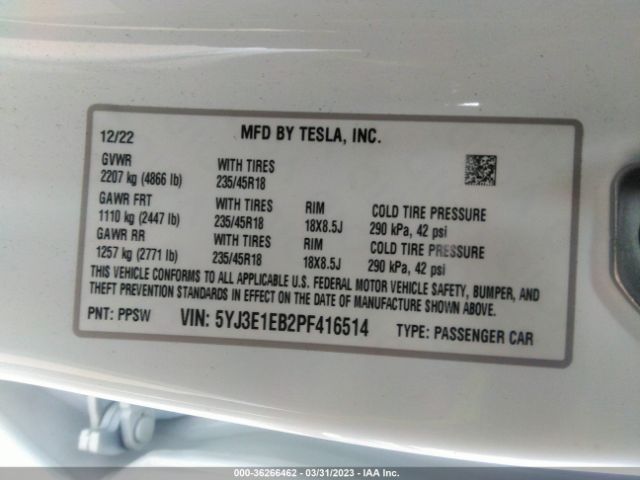 12/22 MFD BY TESLA, INC.
GVWR WITH TIRES
2207 kg (4866 lb) 235/45R18
GAWR FRT WITH TIRES RIM COLD TIRE PRESSURE
1110 kg (2447 lb) 235/45R18 18X8.5J 290 kPa, 42 psi
GAWR RR WITH TIRES RIM COLD TIRE PRESSURE
1257 kg (2771 lb) 235/45R18 18X8.5J 290 kPa, 42 psi
THIS VEHICLE CONFORMS TO ALL APPLICABLE U.S. FEDERAL MOTOR VEHICLE SAFETY, BUMPER, AND
THEFT PREVENTION STANDARDS IN EFFECT ON THE DATE OF MANUFACTURE SHOWN ABOVE.
PNT: PPSW VIN: 5YJ3E1EB2PF416514 TYPE: PASSENGER CAR
000-36266462 - 03/31/2023 - IAA Inc.